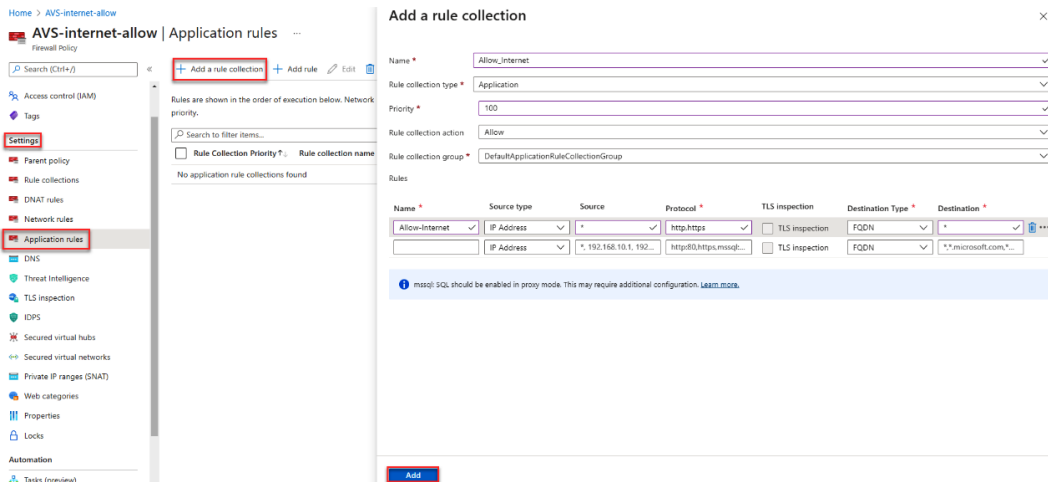 Home > AVS-internet-allow
AVS-internet-allow | Application rules ...
Firewall Policy
Search (Ctrl+/)
«
Access control (IAM)
Tags
Settings
Parent policy
Rule collections
DNAT rules
Network rules
Application rules
DNS
Threat Intelligence
TLS inspection
IDPS
Secured virtual hubs
Secured virtual networks
Private IP ranges (SNAT)
Web categories
Properties
Locks
Automation
Tasks (preview)
+ Add a rule collection + Add rule Edit
Rules are shown in the order of execution below. Network
priority.
Search to filter items...
Rule Collection Priority ↑↓ Rule collection name
No application rule collections found
Add a rule collection
Name * Allow_Internet
Rule collection type * Application
Priority * 100
Rule collection action Allow
Rule collection group * DefaultApplicationRuleCollectionGroup
Rules
Name * Source type Source Protocol * TLS inspection Destination Type * Destination *
Allow-Internet IP Address * http,https TLS inspection FQDN * ...
IP Address *, 192.168.10.1, 192... http:80,https,mssql:... TLS inspection FQDN *,*.microsoft.com,*...
mssql: SQL should be enabled in proxy mode. This may require additional configuration. Learn more.
Add